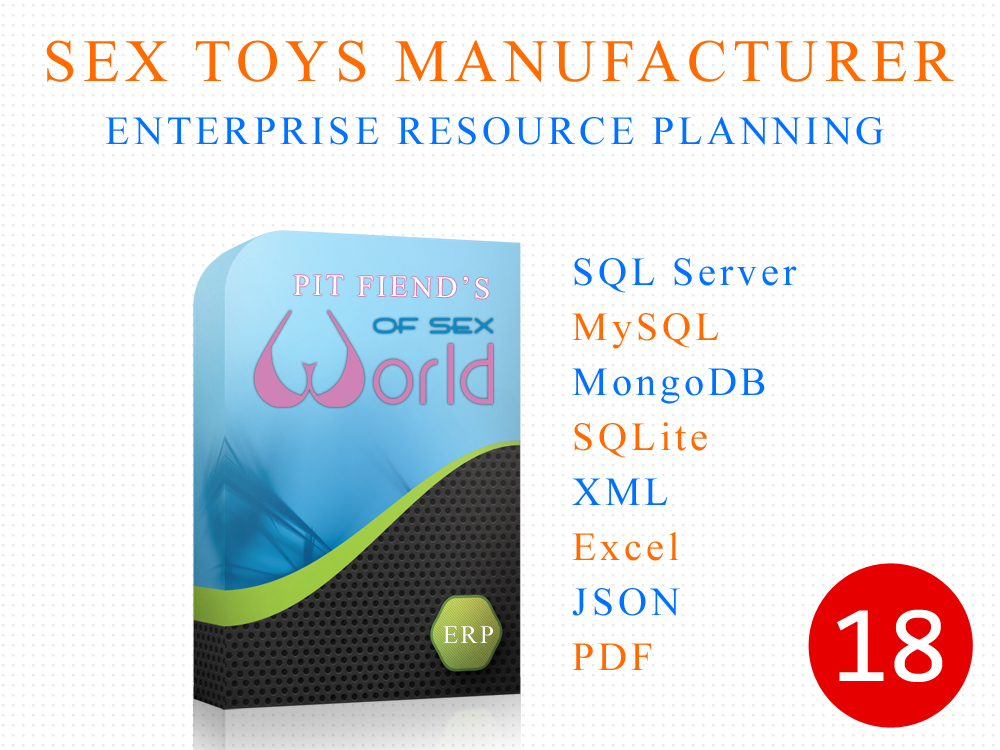 SEX TOYS MANUFACTURER
ENTERPRISE RESOURCE PLANNING
PIT FIEND'S
OF SEX
World
ERP
SQL Server
MySQL
MongoDB
SQLite
XML
Excel
JSON
PDF
18